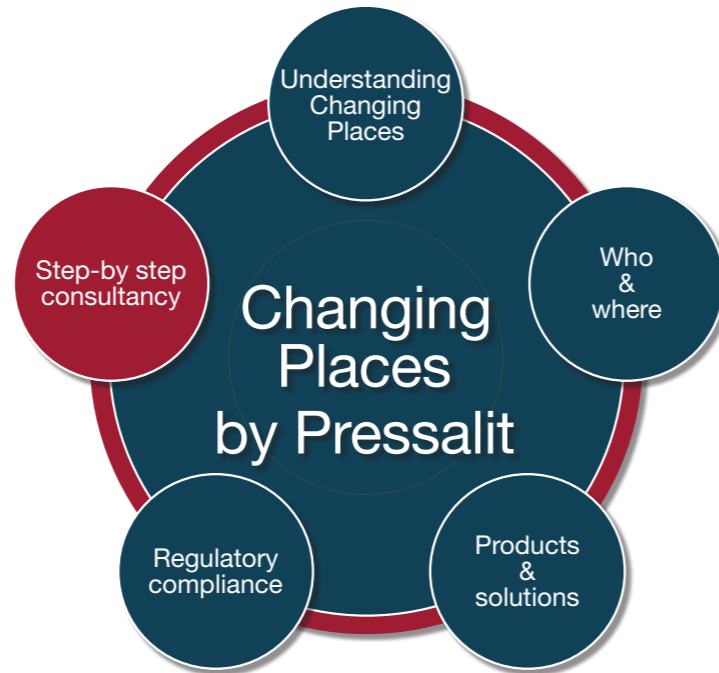 Understanding
Changing
Places
Who
&
where
Products
&
solutions
Regulatory
compliance
Step-by step
consultancy
Changing
Places
by Pressalit